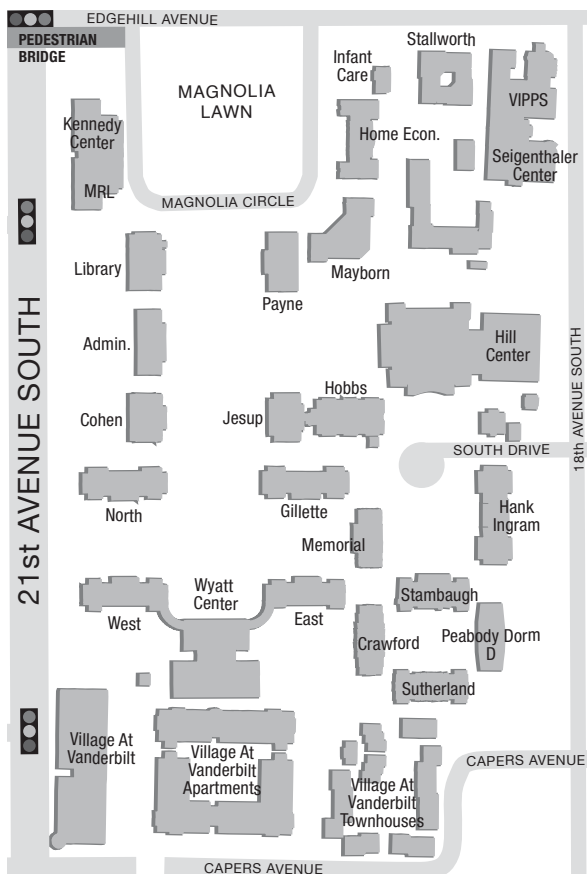 EDGEHILL AVENUE
PEDESTRIAN
BRIDGE
MAGNOLIA
LAWN
Infant
Care
Stallworth
VIPPS
Kennedy
Center
Home Econ.
Seigenthaler
Center
MRL
MAGNOLIA CIRCLE
Library
Payne
Mayborn
21st AVENUE SOUTH
Admin.
Hill
Center
18th AVENUE SOUTH
Cohen
Jesup
Hobbs
SOUTH DRIVE
North
Gillette
Hank
Ingram
Memorial
Wyatt
Center
West
East
Stambaugh
Crawford
Peabody Dorm
D
Sutherland
Village At
Vanderbilt
Village At
Vanderbilt
Apartments
Village At
Vanderbilt
Townhouses
CAPERS AVENUE
CAPERS AVENUE